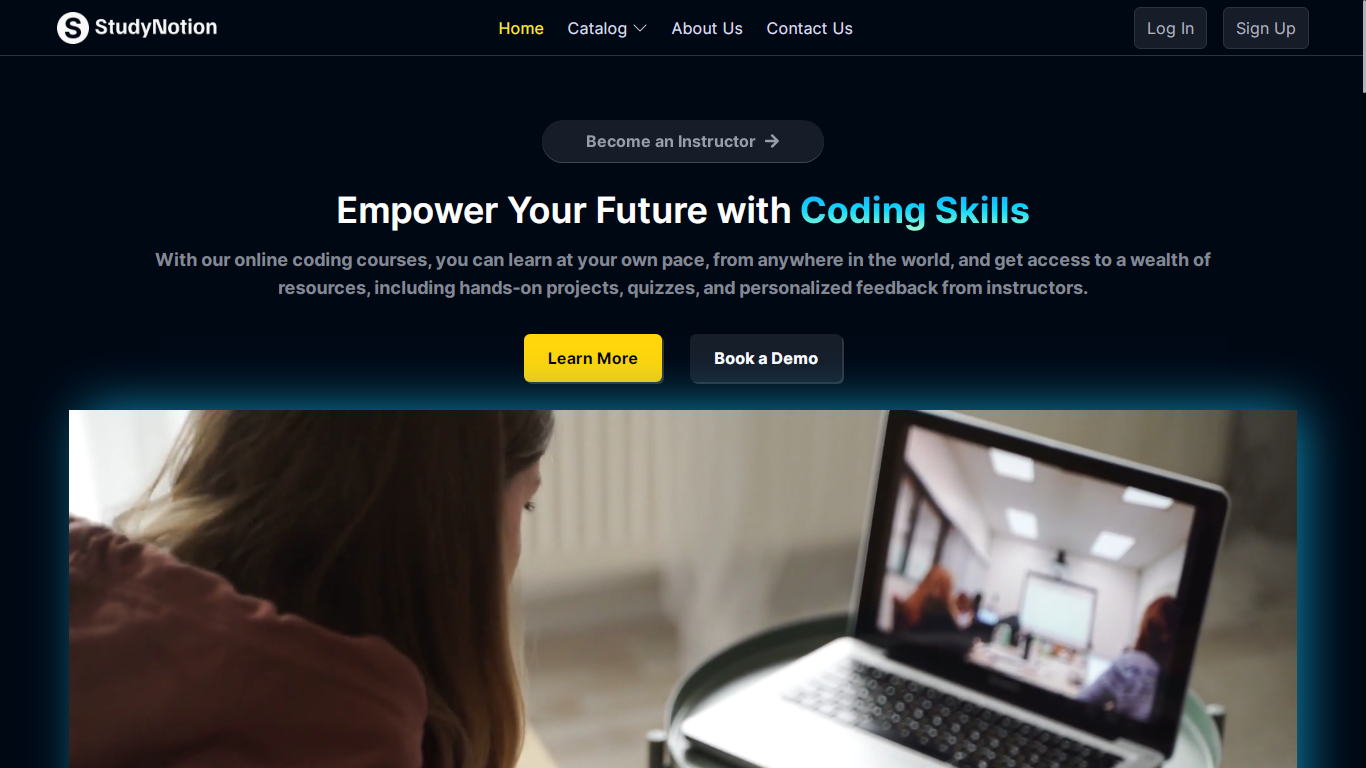 StudyNotion
Home
Catalog
About Us
Contact Us
Log In
Sign Up
Become an Instructor
Empower Your Future with Coding Skills
With our online coding courses, you can learn at your own pace, from anywhere in the world, and get access to a wealth of
resources, including hands-on projects, quizzes, and personalized feedback from instructors.
Learn More
Book a Demo